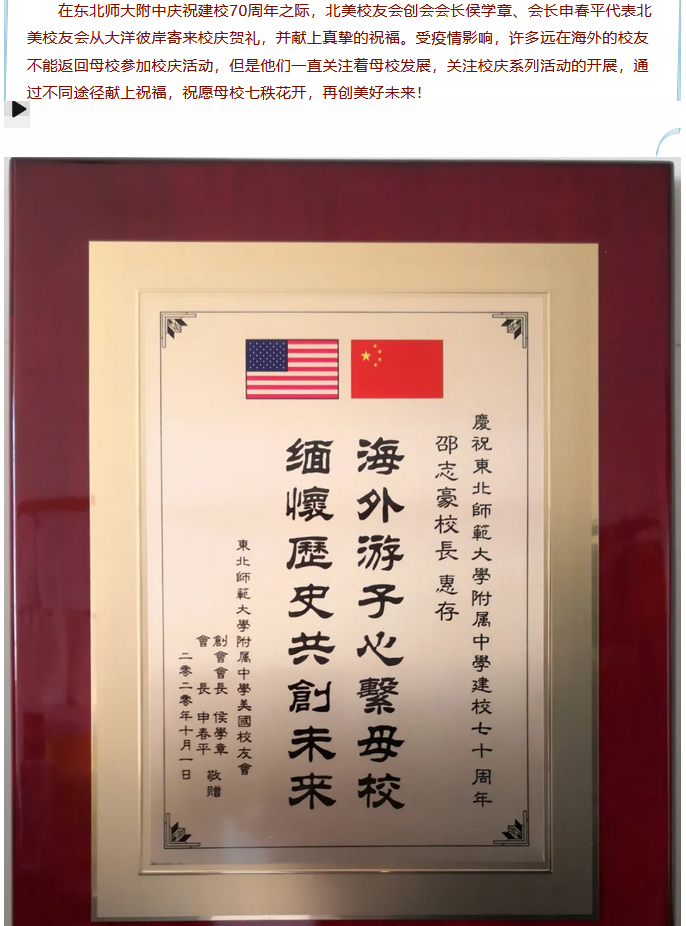 在东北师大附中庆祝建校70周年之际，北美校友会创会会长侯学章、会长申春平代表北
美校友会从大洋彼岸寄来校庆贺礼，并献上真挚的祝福。受疫情影响，许多远在海外的校友
不能返回母校参加校庆活动，但是他们一直关注着母校发展，关注校庆系列活动的开展，通
过不同途径献上祝福，祝愿母校七秩花开，再创美好未来！
慶祝東北師範大學附属中學建校七十周年
邵志豪校長 惠存
海外游子心繫母校
缅懷歷史共創未来
東北師範大學附属中學美國校友會
創會會長 侯學章
會長 申春平 敬贈
二零二零年十月一日